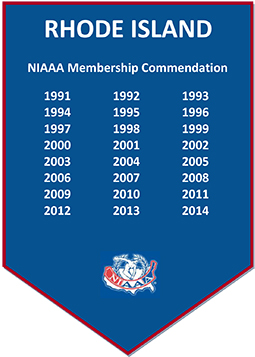 RHODE ISLAND
NIAAA Membership Commendation
1991 1992 1993
1994 1995 1996
1997 1998 1999
2000 2001 2002
2003 2004 2005
2006 2007 2008
2009 2010 2011
2012 2013 2014
NIAAA